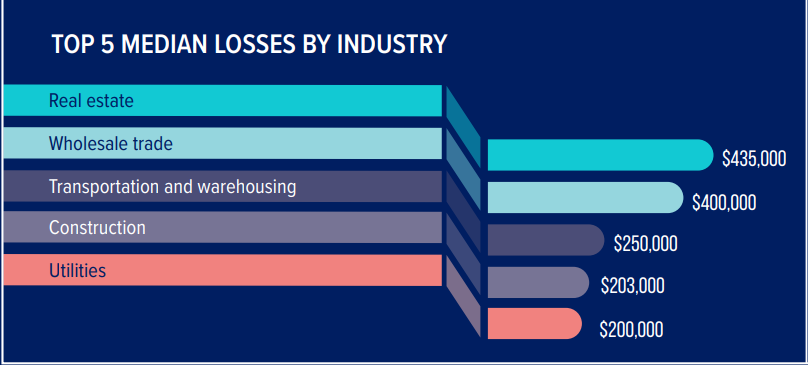 TOP 5 MEDIAN LOSSES BY INDUSTRY
Real estate
$435,000
Wholesale trade
$400,000
Transportation and warehousing
$250,000
Construction
$203,000
Utilities
$200,000